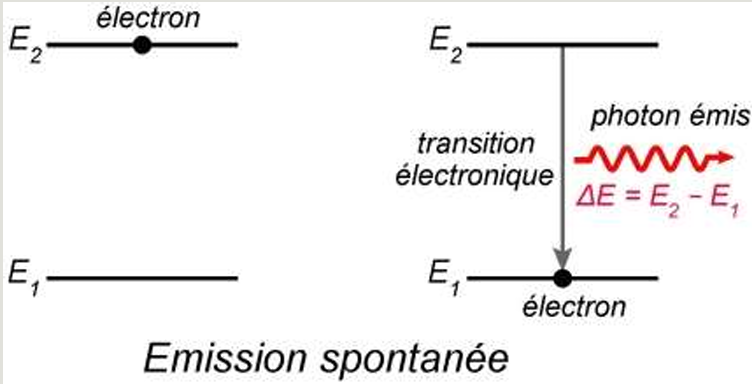 électron
E₂
E₁
E₂
transition
électronique
photon émis
ΔE = E₂ − E₁
E₁
électron
Emission spontanée